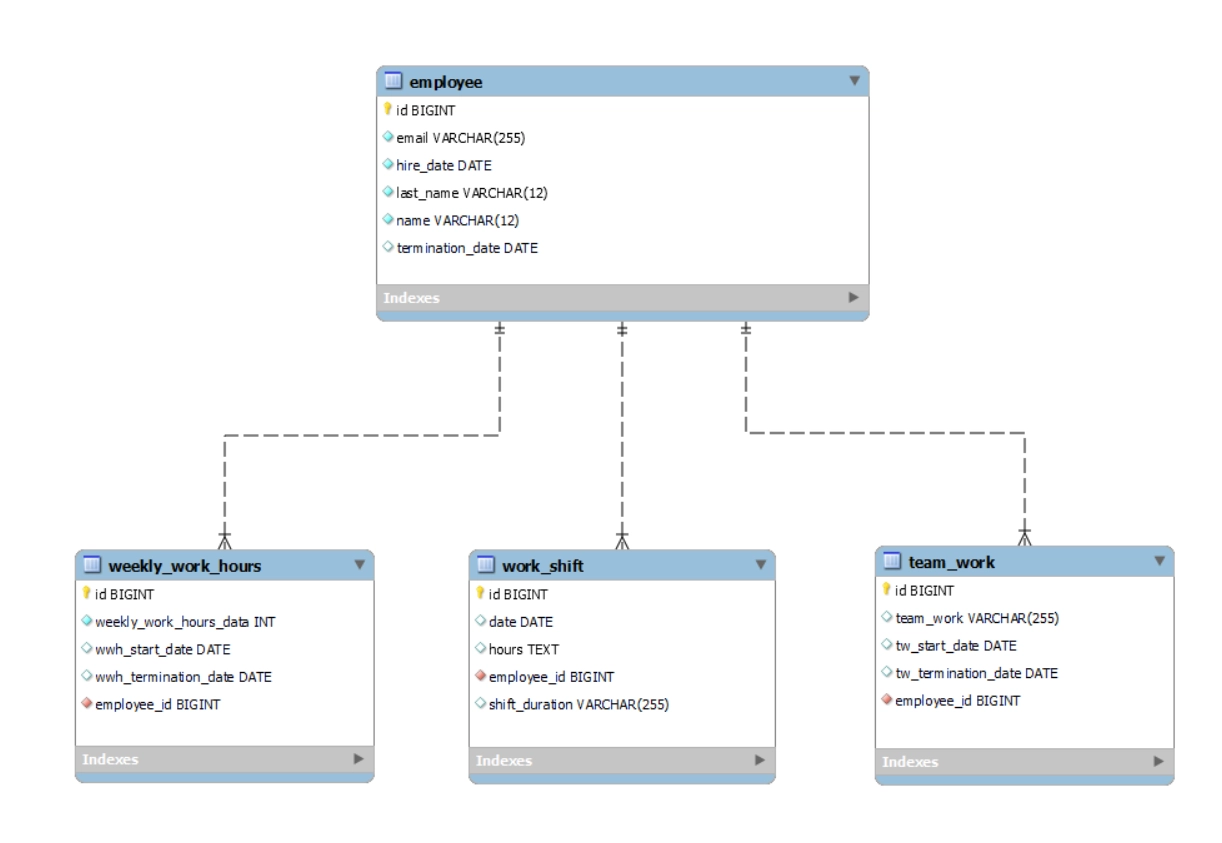 employee
id BIGINT
email VARCHAR(255)
hire_date DATE
last_name VARCHAR(12)
name VARCHAR(12)
termination_date DATE
Indexes
weekly_work_hours
id BIGINT
weekly_work_hours_data INT
wwh_start_date DATE
wwh_termination_date DATE
employee_id BIGINT
Indexes
work_shift
id BIGINT
date DATE
hours TEXT
employee_id BIGINT
shift_duration VARCHAR(255)
Indexes
team_work
id BIGINT
team_work VARCHAR(255)
tw_start_date DATE
tw_termination_date DATE
employee_id BIGINT
Indexes